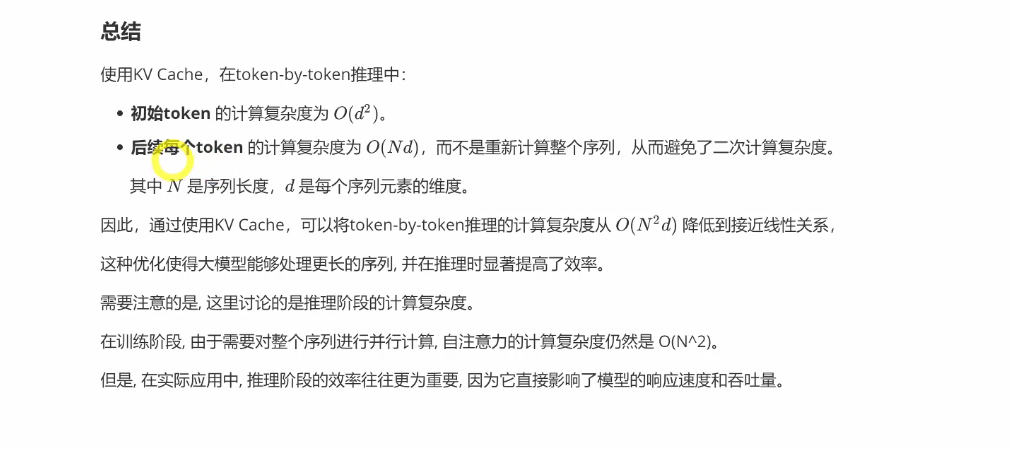 总结
使用KV Cache，在token-by-token推理中：
• 初始token 的计算复杂度为 O(d²)。
• 后续每个token 的计算复杂度为 O(Nd)，而不是重新计算整个序列，从而避免了二次计算复杂度。
其中 N 是序列长度，d 是每个序列元素的维度。
因此，通过使用KV Cache，可以将token-by-token推理的计算复杂度从 O(N²d) 降低到接近线性关系，
这种优化使得大模型能够处理更长的序列, 并在推理时显著提高了效率。
需要注意的是, 这里讨论的是推理阶段的计算复杂度。
在训练阶段, 由于需要对整个序列进行并行计算, 自注意力的计算复杂度仍然是 O(N^2)。
但是, 在实际应用中, 推理阶段的效率往往更为重要, 因为它直接影响了模型的响应速度和吞吐量。